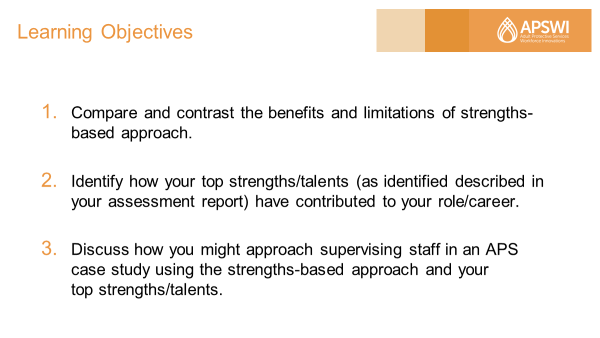 Learning Objectives
APSWI
Adult Protective Services
Workforce Innovations
1. Compare and contrast the benefits and limitations of strengths-
based approach.
2. Identify how your top strengths/talents (as identified described in
your assessment report) have contributed to your role/career.
3. Discuss how you might approach supervising staff in an APS
case study using the strengths-based approach and your
top strengths/talents.